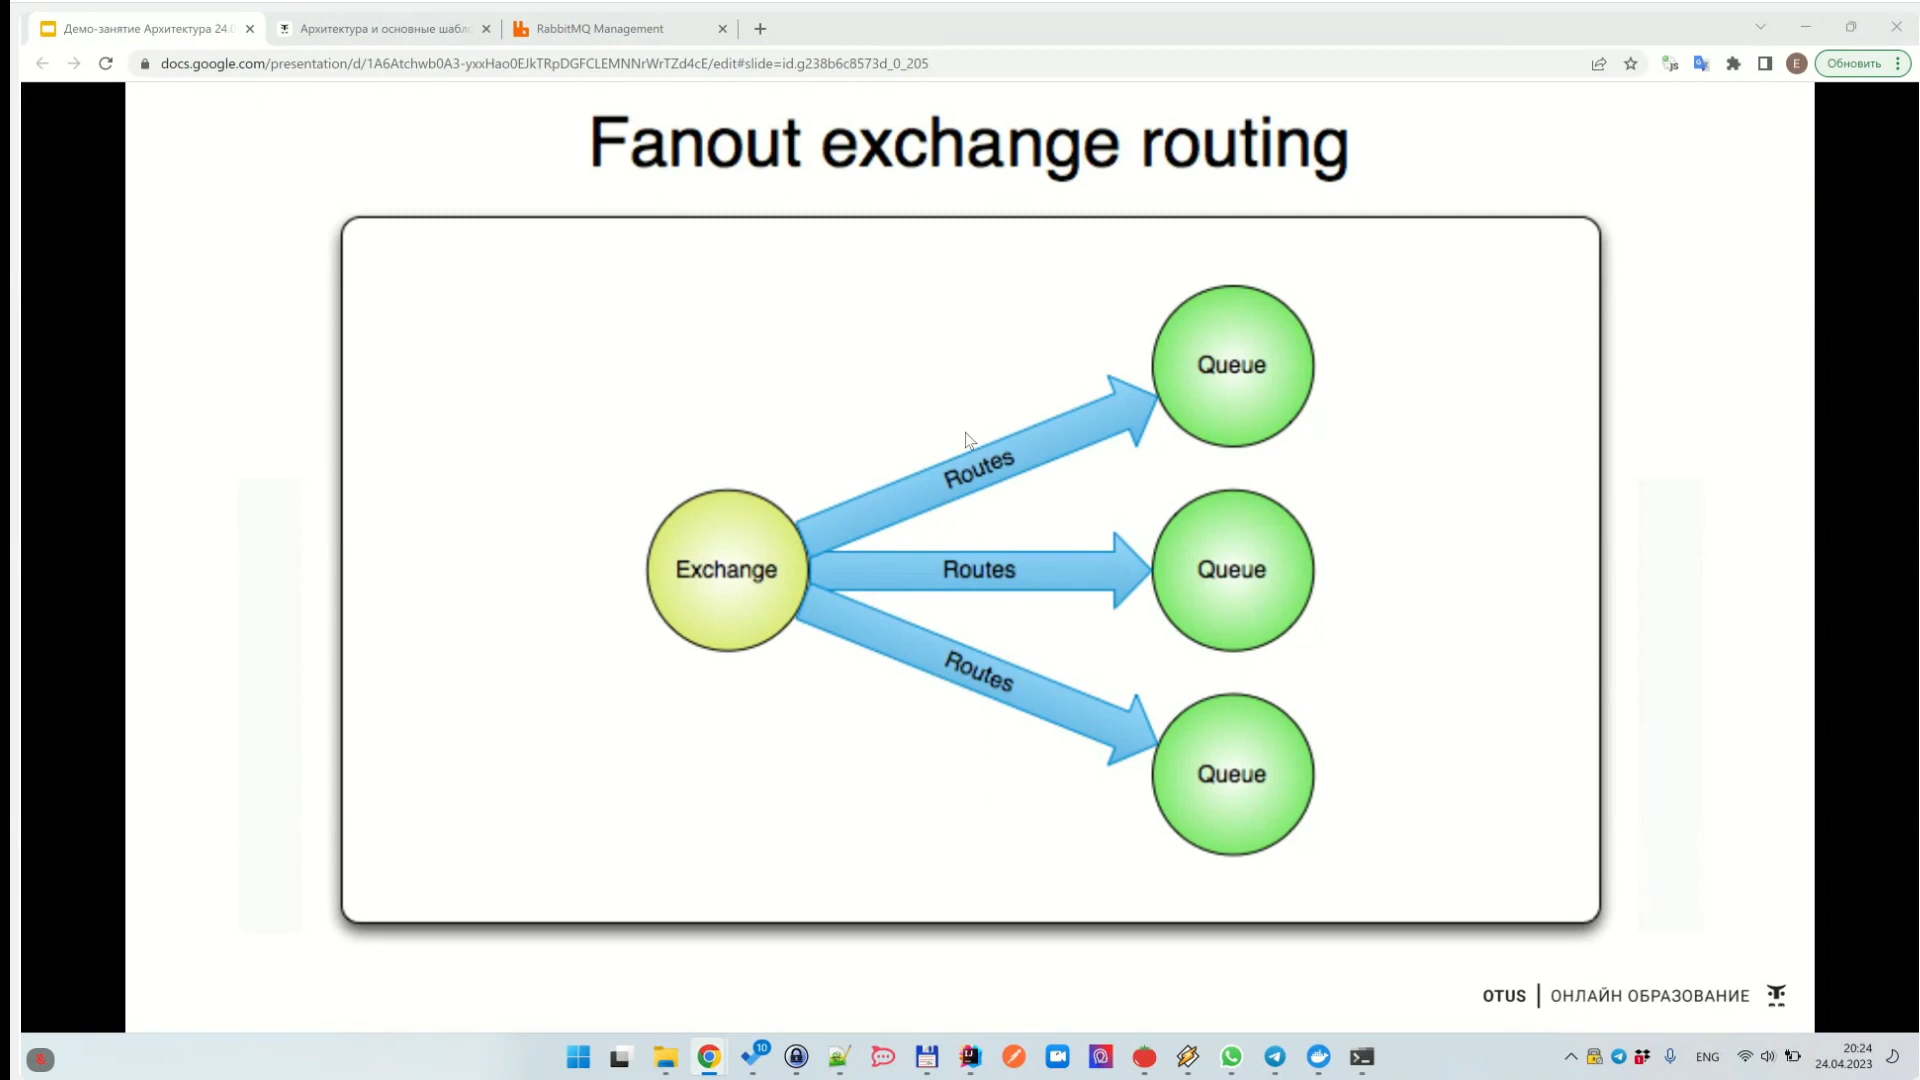 Демо-занятие Архитектура 24.0
Архитектура и основные шабло
RabbitMQ Management
docs.google.com/presentation/d/1A6Atchwb0A3-yxxHao0EJkTRpDGFCLEMNNrWrTZd4cE/edit#slide=id.g238b6c8573d_0_205
E
Обновить
Fanout exchange routing
Queue
Routes
Exchange
Routes
Queue
Routes
Queue
OTUS | ОНЛАЙН ОБРАЗОВАНИЕ
10
ENG
20:24
24.04.2023